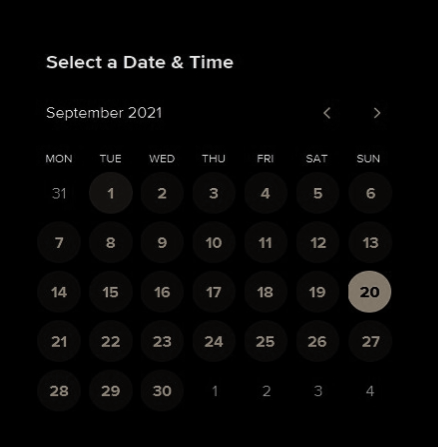 Select a Date & Time
September 2021 < >
MON TUE WED THU FRI SAT SUN
31 1 2 3 4 5 6
7 8 9 10 11 12 13
14 15 16 17 18 19 20
21 22 23 24 25 26 27
28 29 30 1 2 3 4